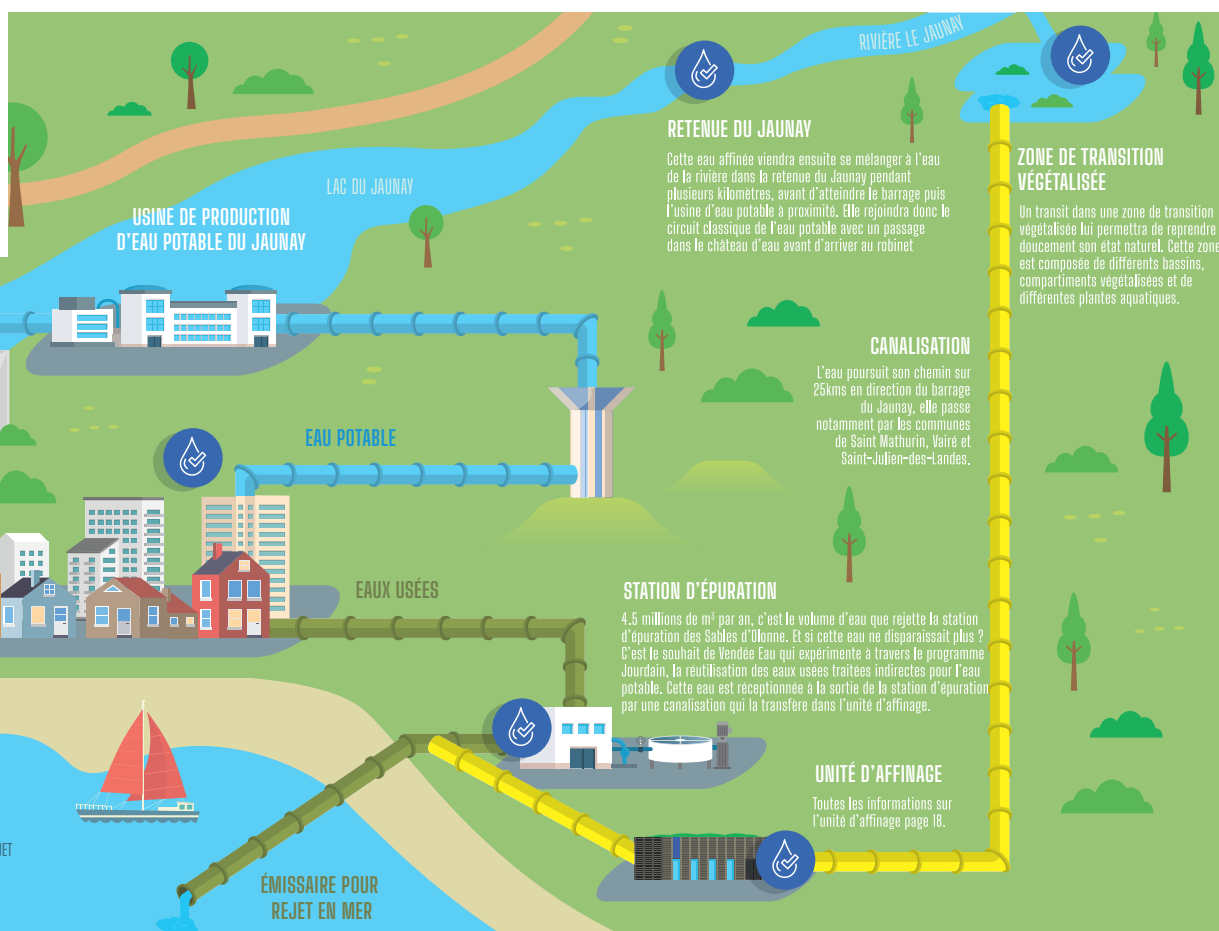 RIVIÈRE LE JAUNAY
RETENUE DU JAUNAY
Cette eau affinée viendra ensuite se mélanger à l'eau
de la rivière dans la retenue du Jaunay pendant
plusieurs kilomètres, avant d'atteindre le barrage puis
l'usine d'eau potable à proximité. Elle rejoindra donc le
circuit classique de l'eau potable avec un passage
dans le château d'eau avant d'arriver au robinet
ZONE DE TRANSITION
VÉGÉTALISÉE
Un transit dans une zone de transition
végétalisée lui permettra de reprendre
doucement son état naturel. Cette zone
est composée de différents bassins,
compartiments végétalisées et de
différentes plantes aquatiques.
LAC DU JAUNAY
USINE DE PRODUCTION
D'EAU POTABLE DU JAUNAY
CANALISATION
L'eau poursuit son chemin sur
25kms en direction du barrage
du Jaunay, elle passe
notamment par les communes
de Saint Mathurin, Vairé et
Saint-Julien-des-Landes.
EAU POTABLE
EAUX USÉES
STATION D'ÉPURATION
4.5 millions de m³ par an, c'est le volume d'eau que rejette la station
d'épuration des Sables d'Olonne. Et si cette eau ne disparaissait plus ?
C'est le souhait de Vendée Eau qui expérimente à travers le programme
Jourdain, la réutilisation des eaux usées traitées indirectes pour l'eau
potable. Cette eau est réceptionnée à la sortie de la station d'épuration
par une canalisation qui la transfère dans l'unité d'affinage.
UNITÉ D'AFFINAGE
Toutes les informations sur
l'unité d'affinage page 18.
ÉMISSAIRE POUR
REJET EN MER